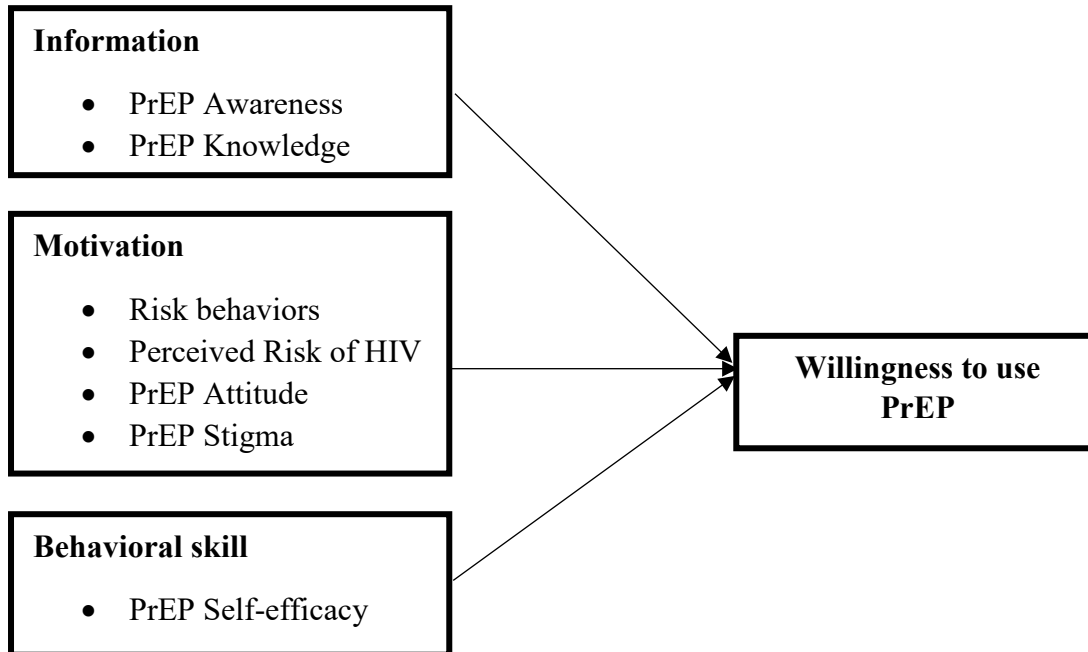 Information
• PrEP Awareness
• PrEP Knowledge
Motivation
• Risk behaviors
• Perceived Risk of HIV
• PrEP Attitude
• PrEP Stigma
Behavioral skill
• PrEP Self-efficacy
Willingness to use
PrEP